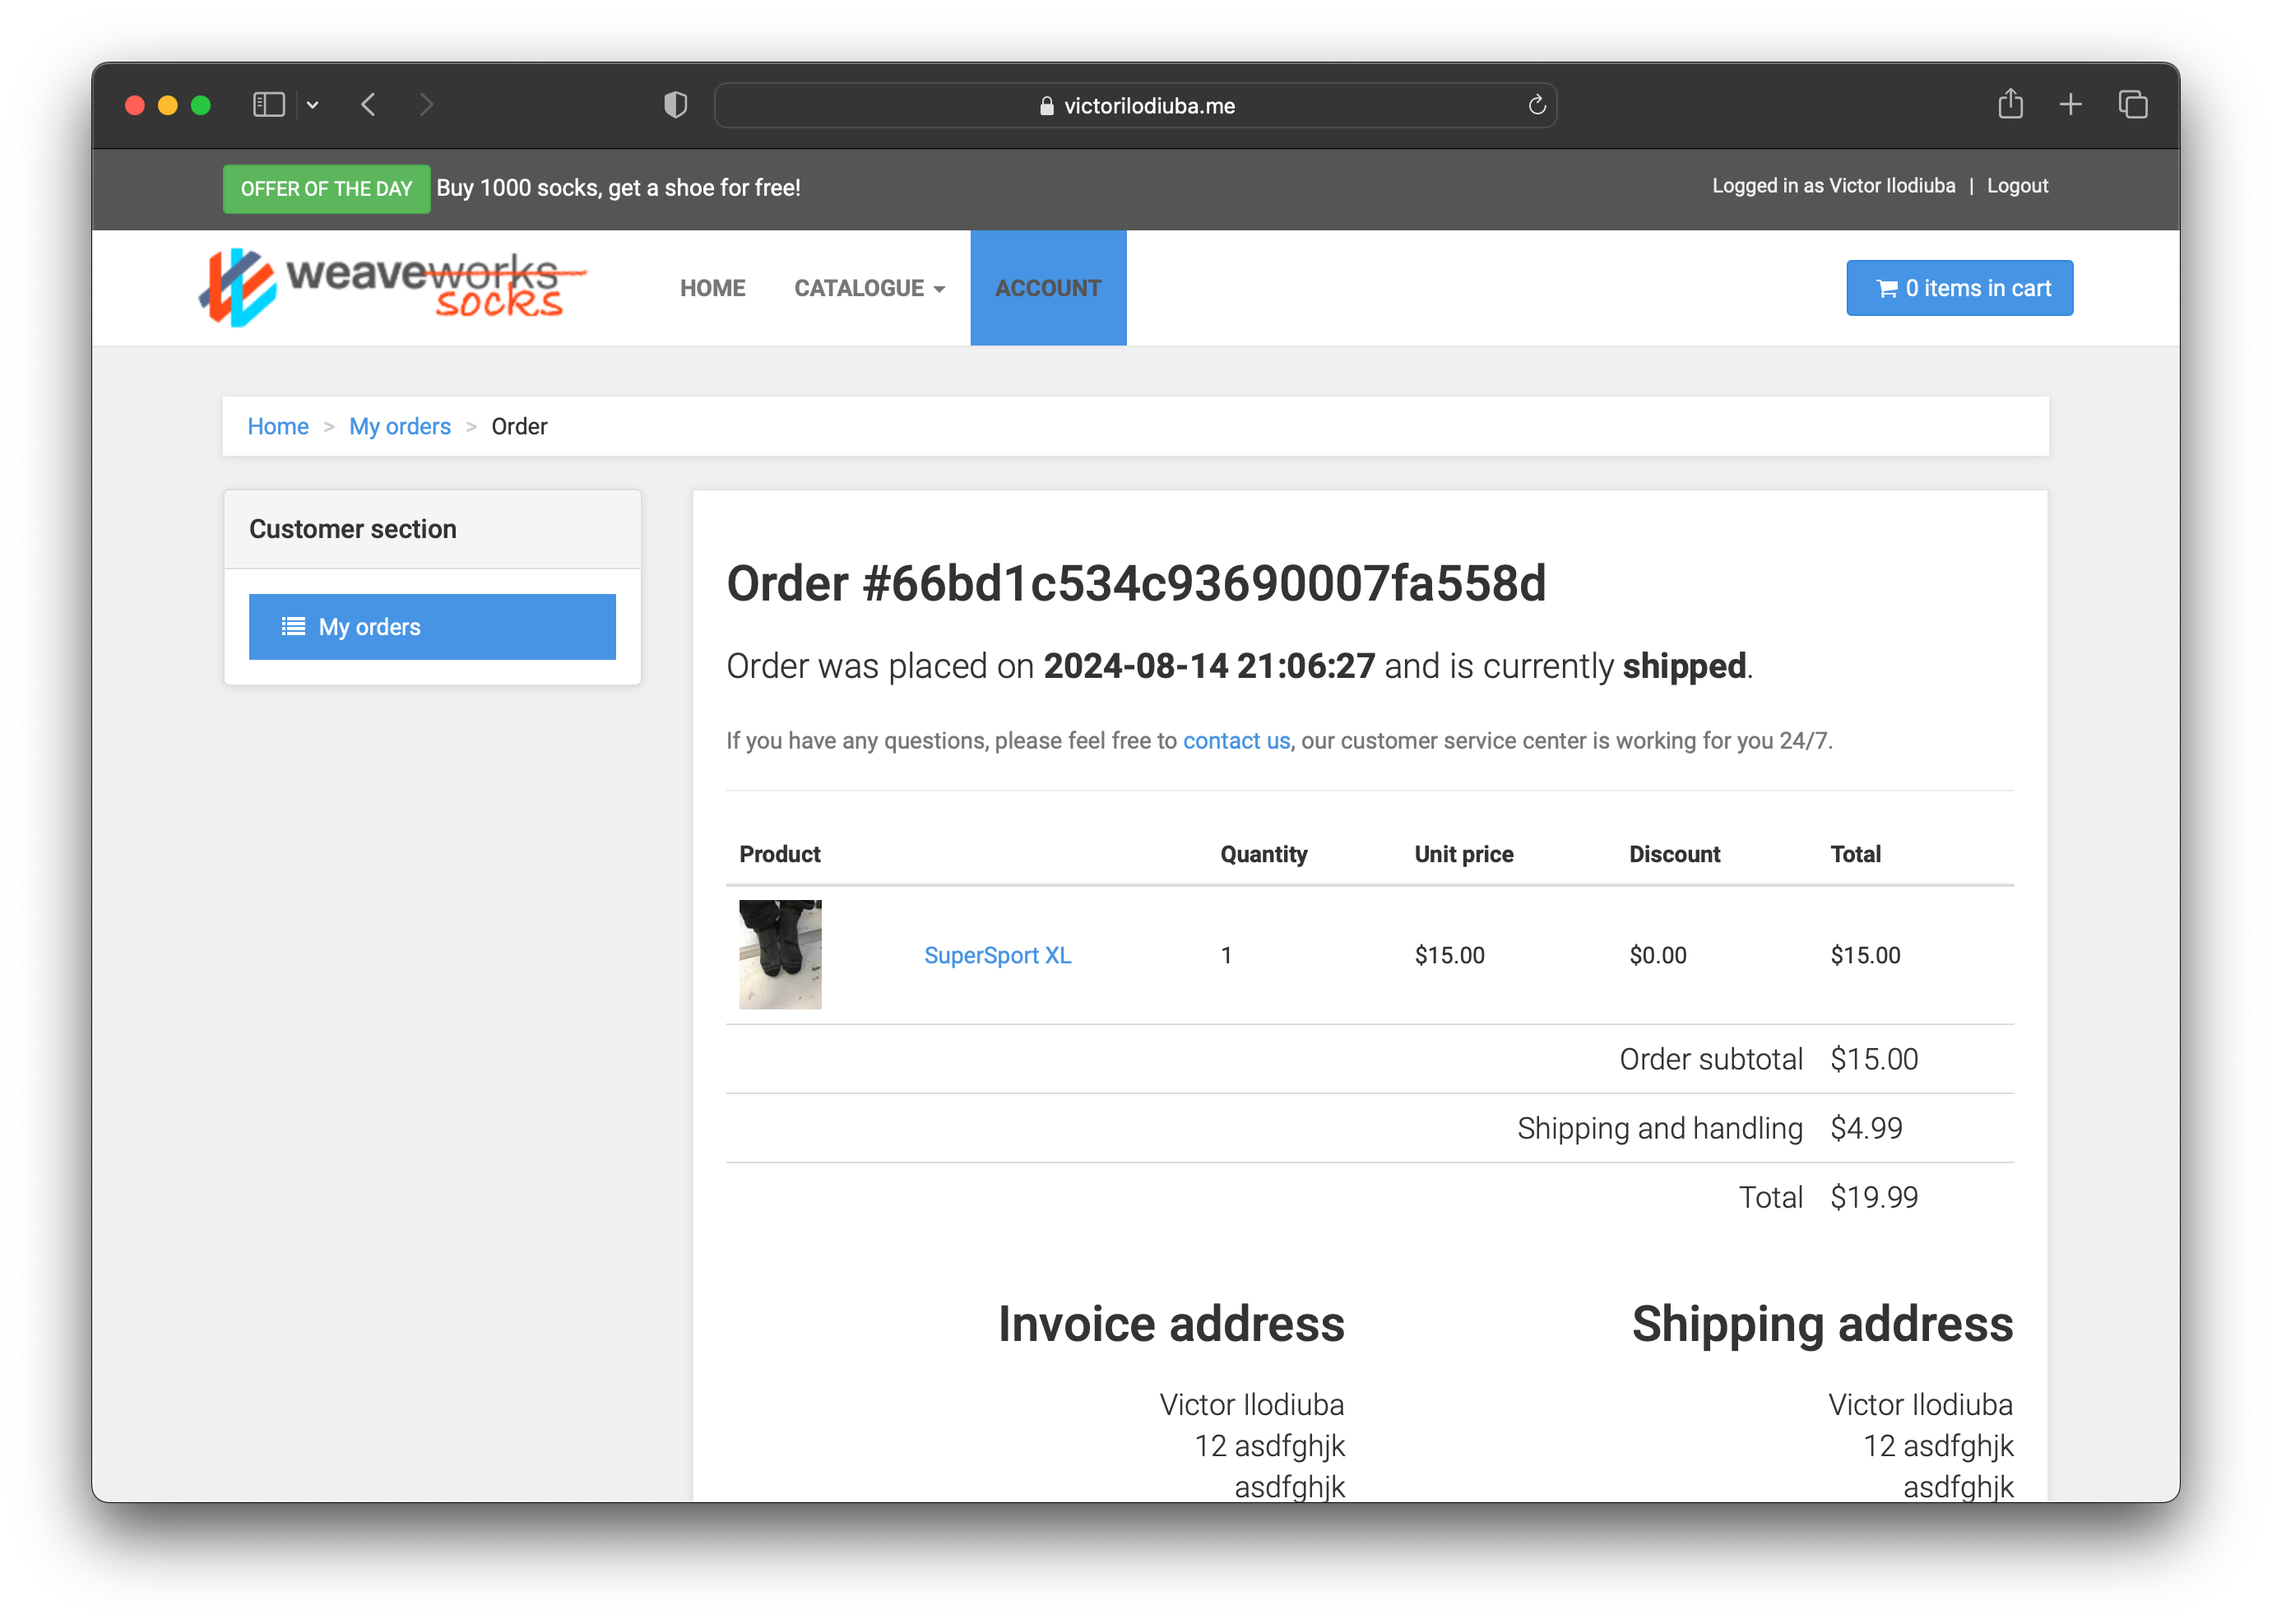 victorilodiuba.me
OFFER OF THE DAY Buy 1000 socks, get a shoe for free!
Logged in as Victor Ilodiuba | Logout
weaveworks
socks
HOME CATALOGUE ACCOUNT
0 items in cart
Home > My orders > Order
Customer section
My orders
Order #66bd1c534c93690007fa558d
Order was placed on 2024-08-14 21:06:27 and is currently shipped.
If you have any questions, please feel free to contact us, our customer service center is working for you 24/7.
Product Quantity Unit price Discount Total
SuperSport XL 1 $15.00 $0.00 $15.00
Order subtotal $15.00
Shipping and handling $4.99
Total $19.99
Invoice address
Victor Ilodiuba
12 asdfghjk
asdfghjk
Shipping address
Victor Ilodiuba
12 asdfghjk
asdfghjk